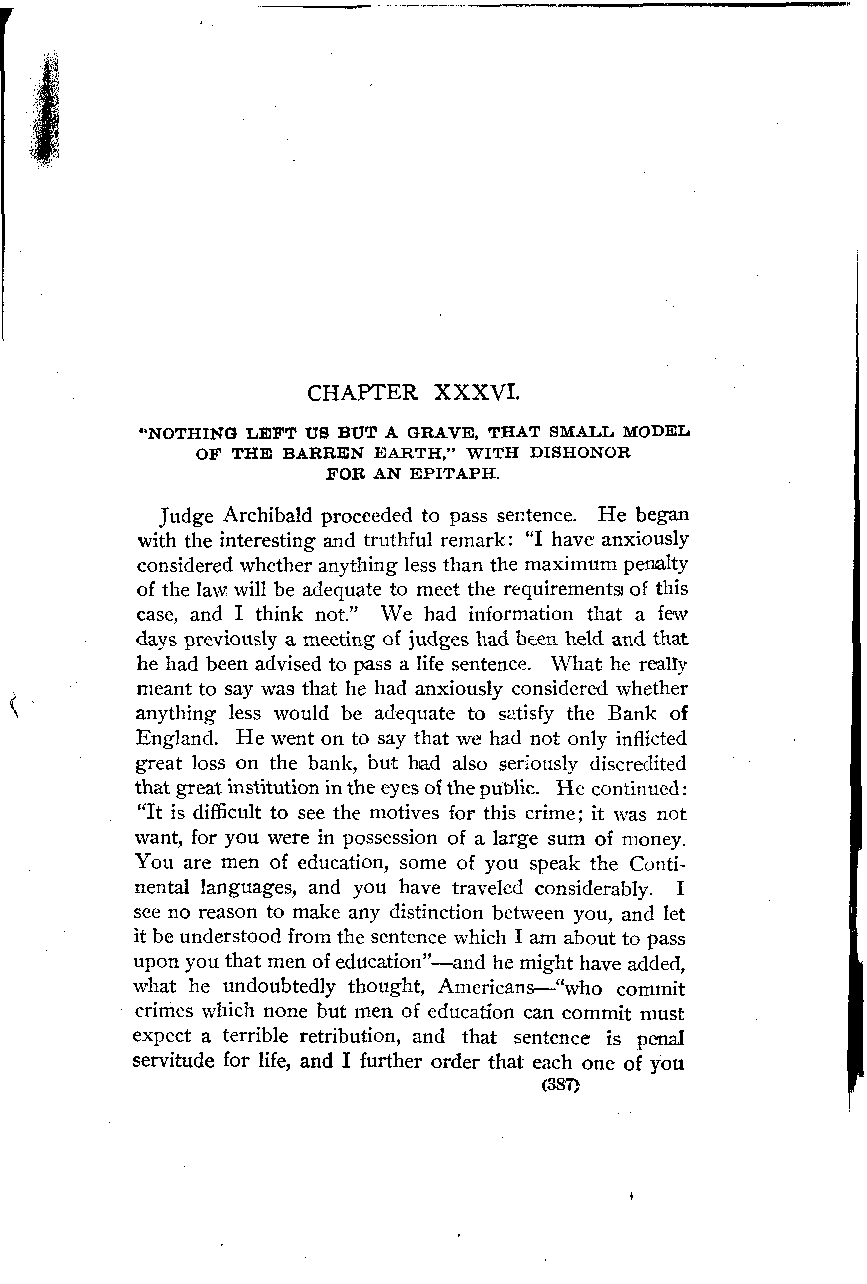 CHAPTER XXXVI.
"NOTHING LEFT US BUT A GRAVE, THAT SMALL MODEL
OF THE BARREN EARTH," WITH DISHONOR
FOR AN EPITAPH.
Judge Archibald proceeded to pass sentence. He began
with the interesting and truthful remark: "I have anxiously
considered whether anything less than the maximum penalty
of the law will be adequate to meet the requirements of this
case, and I think not." We had information that a few
days previously a meeting of judges had been held and that
he had been advised to pass a life sentence. What he really
meant to say was that he had anxiously considered whether
anything less would be adequate to satisfy the Bank of
England. He went on to say that we had not only inflicted
great loss on the bank, but had also seriously discredited
that great institution in the eyes of the public. He continued:
"It is difficult to see the motives for this crime; it was not
want, for you were in possession of a large sum of money.
You are men of education, some of you speak the Conti-
nental languages, and you have traveled considerably. I
see no reason to make any distinction between you, and let
it be understood from the sentence which I am about to pass
upon you that men of education"—and he might have added,
what he undoubtedly thought, Americans—"who commit
crimes which none but men of education can commit must
expect a terrible retribution, and that sentence is penal
servitude for life, and I further order that each one of you
(387)